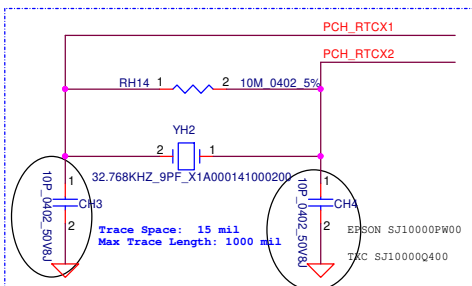 PCH_RTCX1
PCH_RTCX2
RH14 1 2 10M_0402_5%
YH2
2 1
32.768KHZ_9PF_X1A000141000200
10P_0402_50V8J
1
CH3
2
10P_0402_50V8J
1
CH4
2
Trace Space: 15 mil
Max Trace Length: 1000 mil
EPSON SJ10000PW00
TXC SJ10000Q400